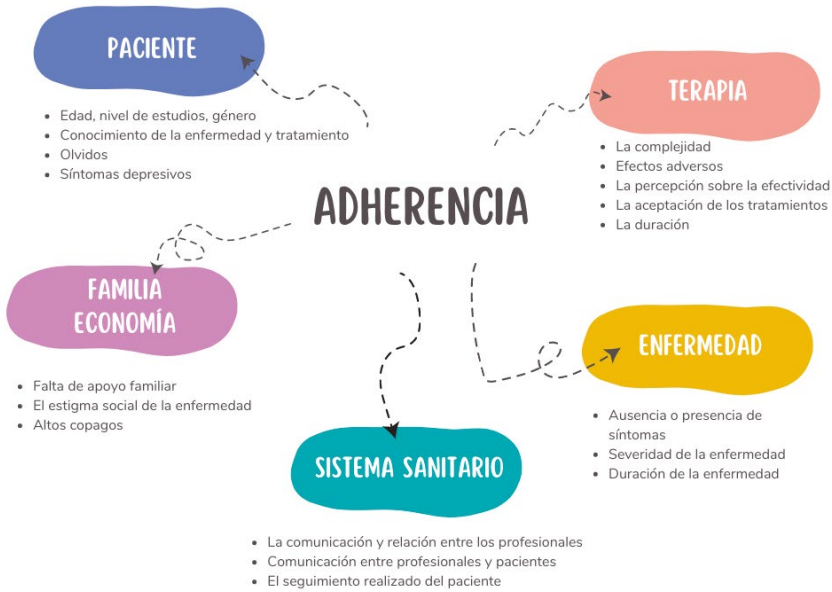 PACIENTE
• Edad, nivel de estudios, género
• Conocimiento de la enfermedad y tratamiento
• Olvidos
• Síntomas depresivos
TERAPIA
• La complejidad
• Efectos adversos
• La percepción sobre la efectividad
• La aceptación de los tratamientos
• La duración
ADHERENCIA
FAMILIA
ECONOMÍA
• Falta de apoyo familiar
• El estigma social de la enfermedad
• Altos copagos
ENFERMEDAD
• Ausencia o presencia de
síntomas
• Severidad de la enfermedad
• Duración de la enfermedad
SISTEMA SANITARIO
• La comunicación y relación entre los profesionales
• Comunicación entre profesionales y pacientes
• El seguimiento realizado del paciente